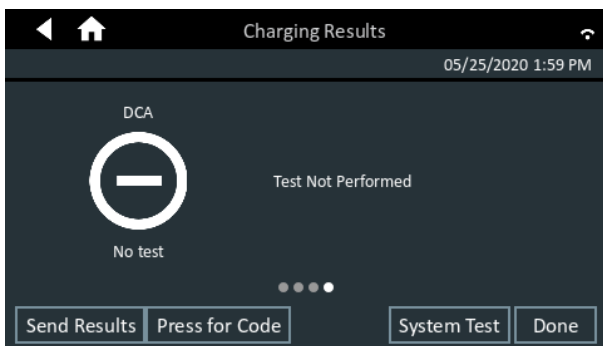 Charging Results
05/25/2020 1:59 PM
DCA
Test Not Performed
No test
Send Results
Press for Code
System Test
Done